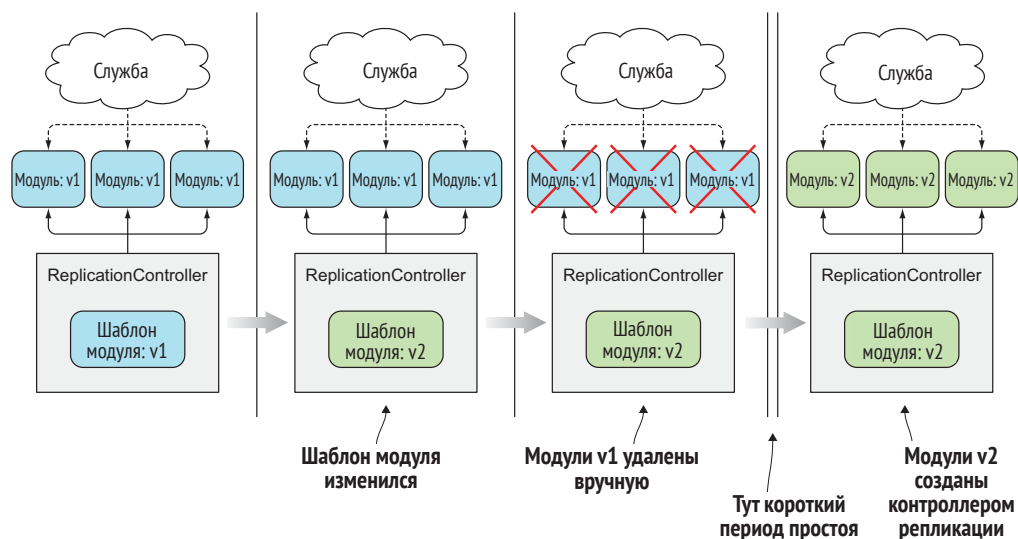 Служба
Служба
Служба
Служба
Модуль: v1
Модуль: v1
Модуль: v1
Модуль: v1
Модуль: v1
Модуль: v1
Модуль: v1
Модуль: v1
Модуль: v1
Модуль: v2
Модуль: v2
Модуль: v2
ReplicationController
ReplicationController
ReplicationController
ReplicationController
Шаблон
модуля: v1
Шаблон
модуля: v2
Шаблон
модуля: v2
Шаблон
модуля: v2
Шаблон модуля
изменился
Модули v1 удалены
вручную
Тут короткий
период простоя
Модули v2
созданы
контроллером
репликации